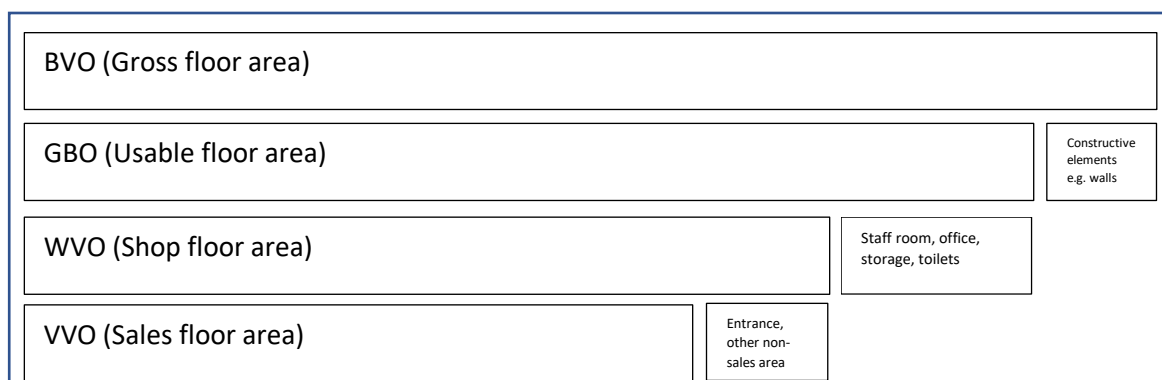 BVO (Gross floor area)
GBO (Usable floor area)
Constructive
elements
e.g. walls
WVO (Shop floor area)
Staff room, office,
storage, toilets
VVO (Sales floor area)
Entrance,
other non-
sales area